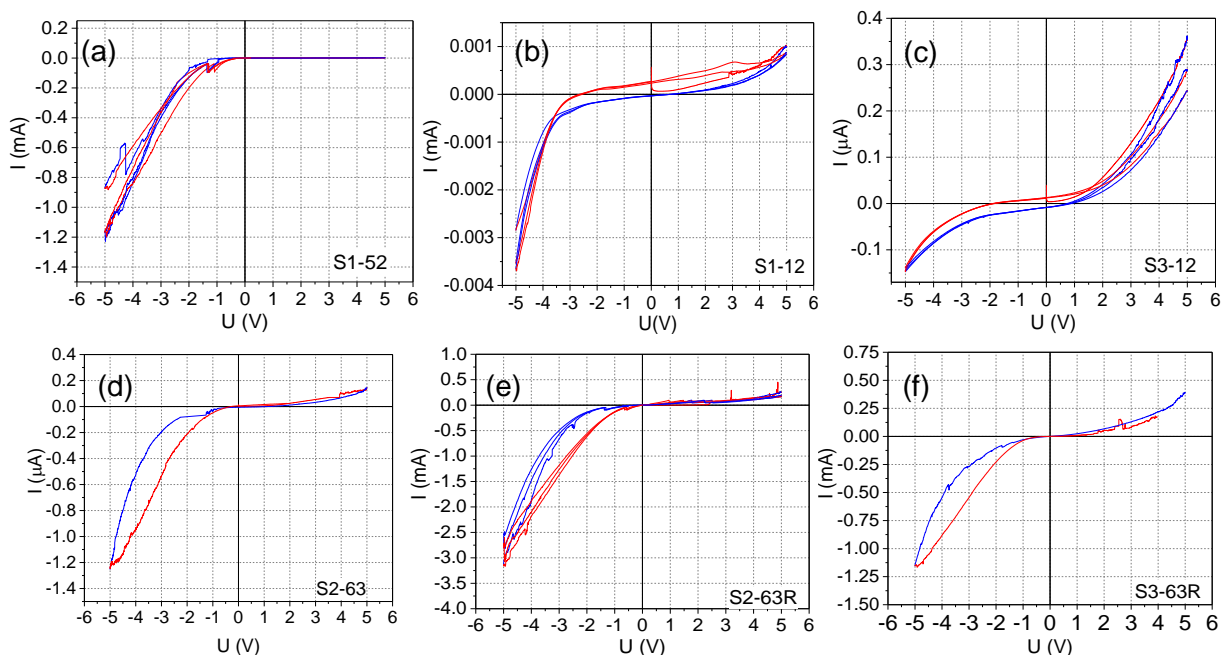 (a)
I (mA)
0.2
0.0
-0.2
-0.4
-0.6
-0.8
-1.0
-1.2
-1.4
S1-52
-6 -5 -4 -3 -2 -1 0 1 2 3 4 5 6
U (V)
(b)
I (mA)
0.001
0.000
-0.001
-0.002
-0.003
-0.004
S1-12
-6 -5 -4 -3 -2 -1 0 1 2 3 4 5 6
U(V)
(c)
I (μA)
0.4
0.3
0.2
0.1
0.0
-0.1
S3-12
-6 -5 -4 -3 -2 -1 0 1 2 3 4 5 6
U (V)
(d)
I (μA)
0.4
0.2
0.0
-0.2
-0.4
-0.6
-0.8
-1.0
-1.2
-1.4
S2-63
-6 -5 -4 -3 -2 -1 0 1 2 3 4 5 6
U (V)
(e)
I (mA)
1.0
0.5
0.0
-0.5
-1.0
-1.5
-2.0
-2.5
-3.0
-3.5
-4.0
S2-63R
-6 -5 -4 -3 -2 -1 0 1 2 3 4 5 6
U (V)
(f)
I (mA)
0.75
0.50
0.25
0.00
-0.25
-0.50
-0.75
-1.00
-1.25
-1.50
S3-63R
-6 -5 -4 -3 -2 -1 0 1 2 3 4 5 6
U (V)